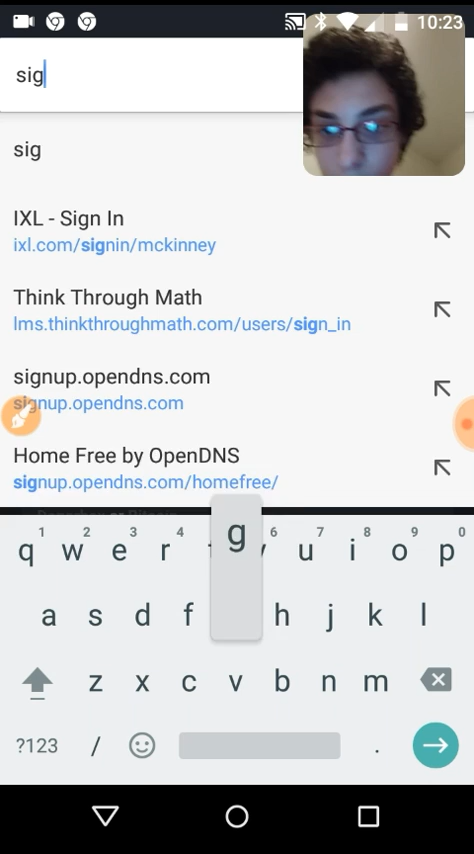 10:23
sig
sig
IXL - Sign In
ixl.com/signin/mckinney
Think Through Math
lms.thinkthroughmath.com/users/sign_in
signup.opendns.com
signup.opendns.com
Home Free by OpenDNS
signup.opendns.com/homefree/
1 2 3 4 6 7 8 9 0
q w e r g u i o p
a s d f h j k l
z x c v b n m
?123 / .